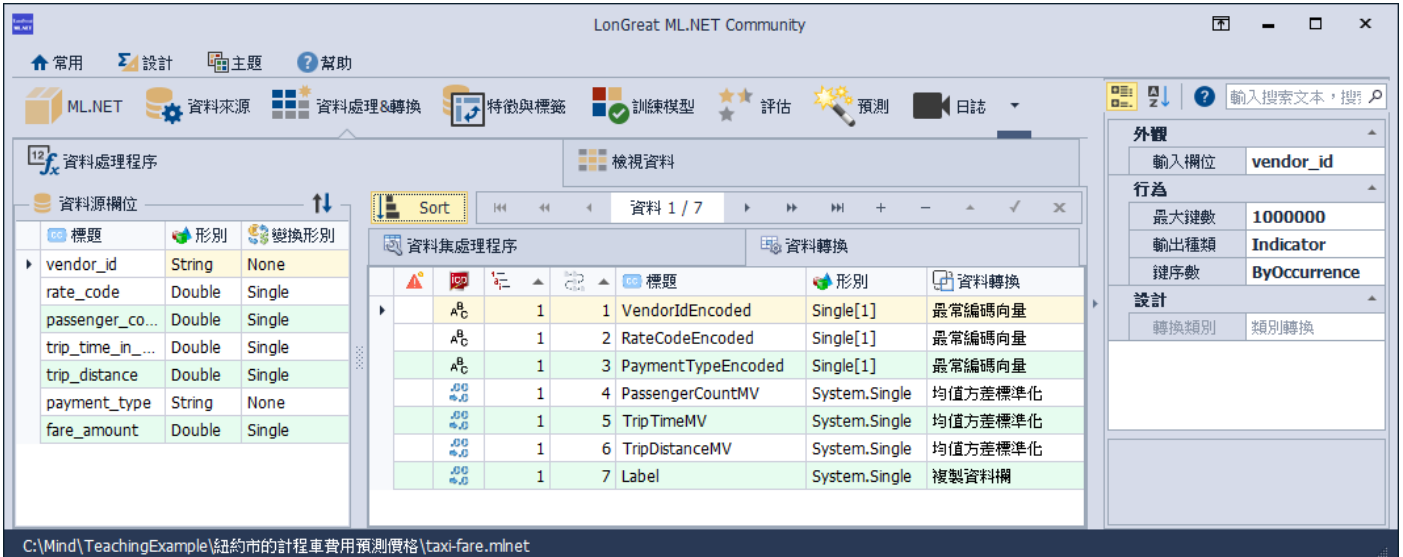 LonGreat ML.NET Community
常用 設計 主題 幫助
ML.NET 資料來源 資料處理&轉換 特徵與標籤 訓練模型 評估 預測 日誌
資料處理程序 檢視資料
資料源欄位
標題 形別 變換形別
vendor_id String None
rate_code Double Single
passenger_co... Double Single
trip_time_in_... Double Single
trip_distance Double Single
payment_type String None
fare_amount Double Single
Sort 資料 1 / 7
資料集處理程序 資料轉換
標題 形別 資料轉換
1 1 VendorIdEncoded Single[1] 最常編碼向量
1 2 RateCodeEncoded Single[1] 最常編碼向量
1 3 PaymentTypeEncoded Single[1] 最常編碼向量
1 4 PassengerCountMV System.Single 均值方差標準化
1 5 TripTimeMV System.Single 均值方差標準化
1 6 TripDistanceMV System.Single 均值方差標準化
1 7 Label System.Single 複製資料欄
輸入搜索文本，搜
外觀
輸入欄位 vendor_id
行為
最大鍵數 1000000
輸出種類 Indicator
鍵序數 ByOccurrence
設計
轉換類別 類別轉換
C:\Mind\TeachingExample\紐約市的計程車費用預測價格\taxi-fare.mlnet